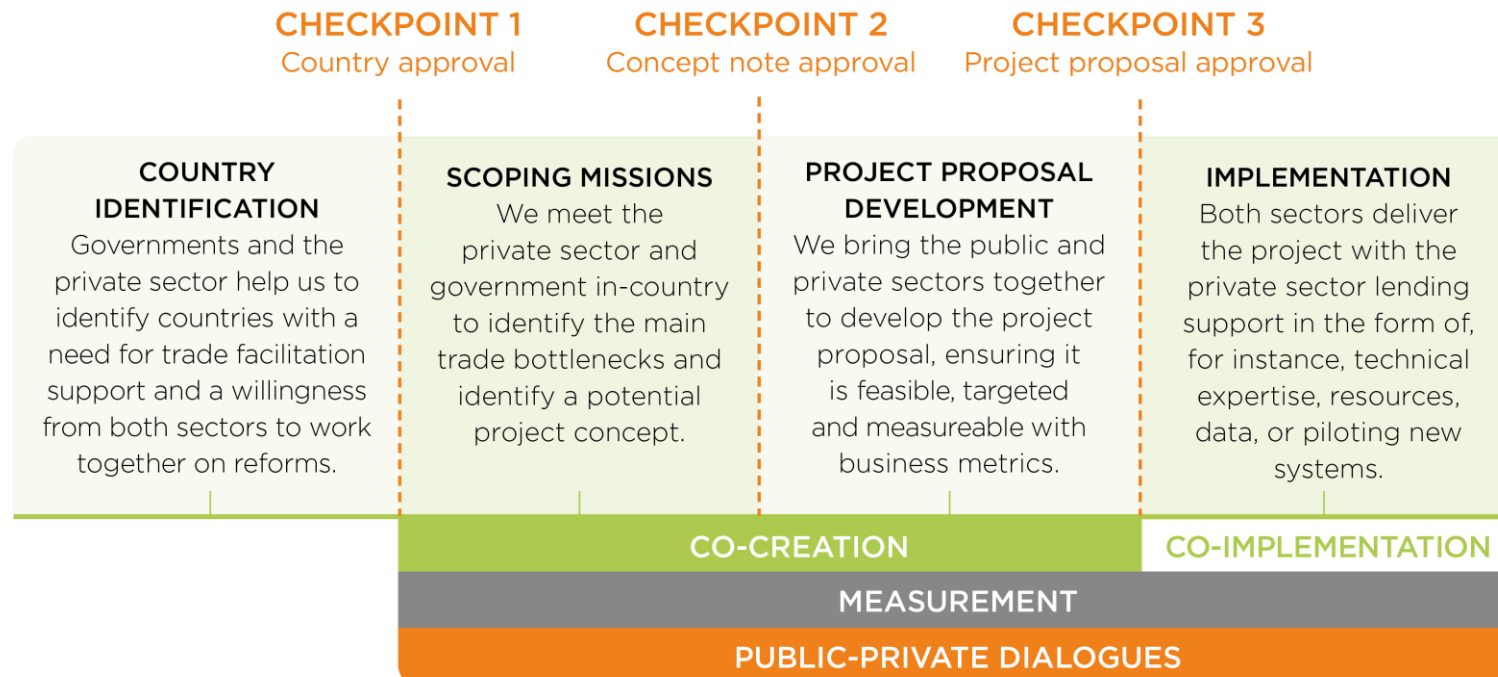 CHECKPOINT 1
Country approval
CHECKPOINT 2
Concept note approval
CHECKPOINT 3
Project proposal approval
COUNTRY
IDENTIFICATION
Governments and the
private sector help us to
identify countries with a
need for trade facilitation
support and a willingness
from both sectors to work
together on reforms.
SCOPING MISSIONS
We meet the
private sector and
government in-country
to identify the main
trade bottlenecks and
identify a potential
project concept.
PROJECT PROPOSAL
DEVELOPMENT
We bring the public and
private sectors together
to develop the project
proposal, ensuring it
is feasible, targeted
and measureable with
business metrics.
IMPLEMENTATION
Both sectors deliver
the project with the
private sector lending
support in the form of,
for instance, technical
expertise, resources,
data, or piloting new
systems.
CO-CREATION
CO-IMPLEMENTATION
MEASUREMENT
PUBLIC-PRIVATE DIALOGUES